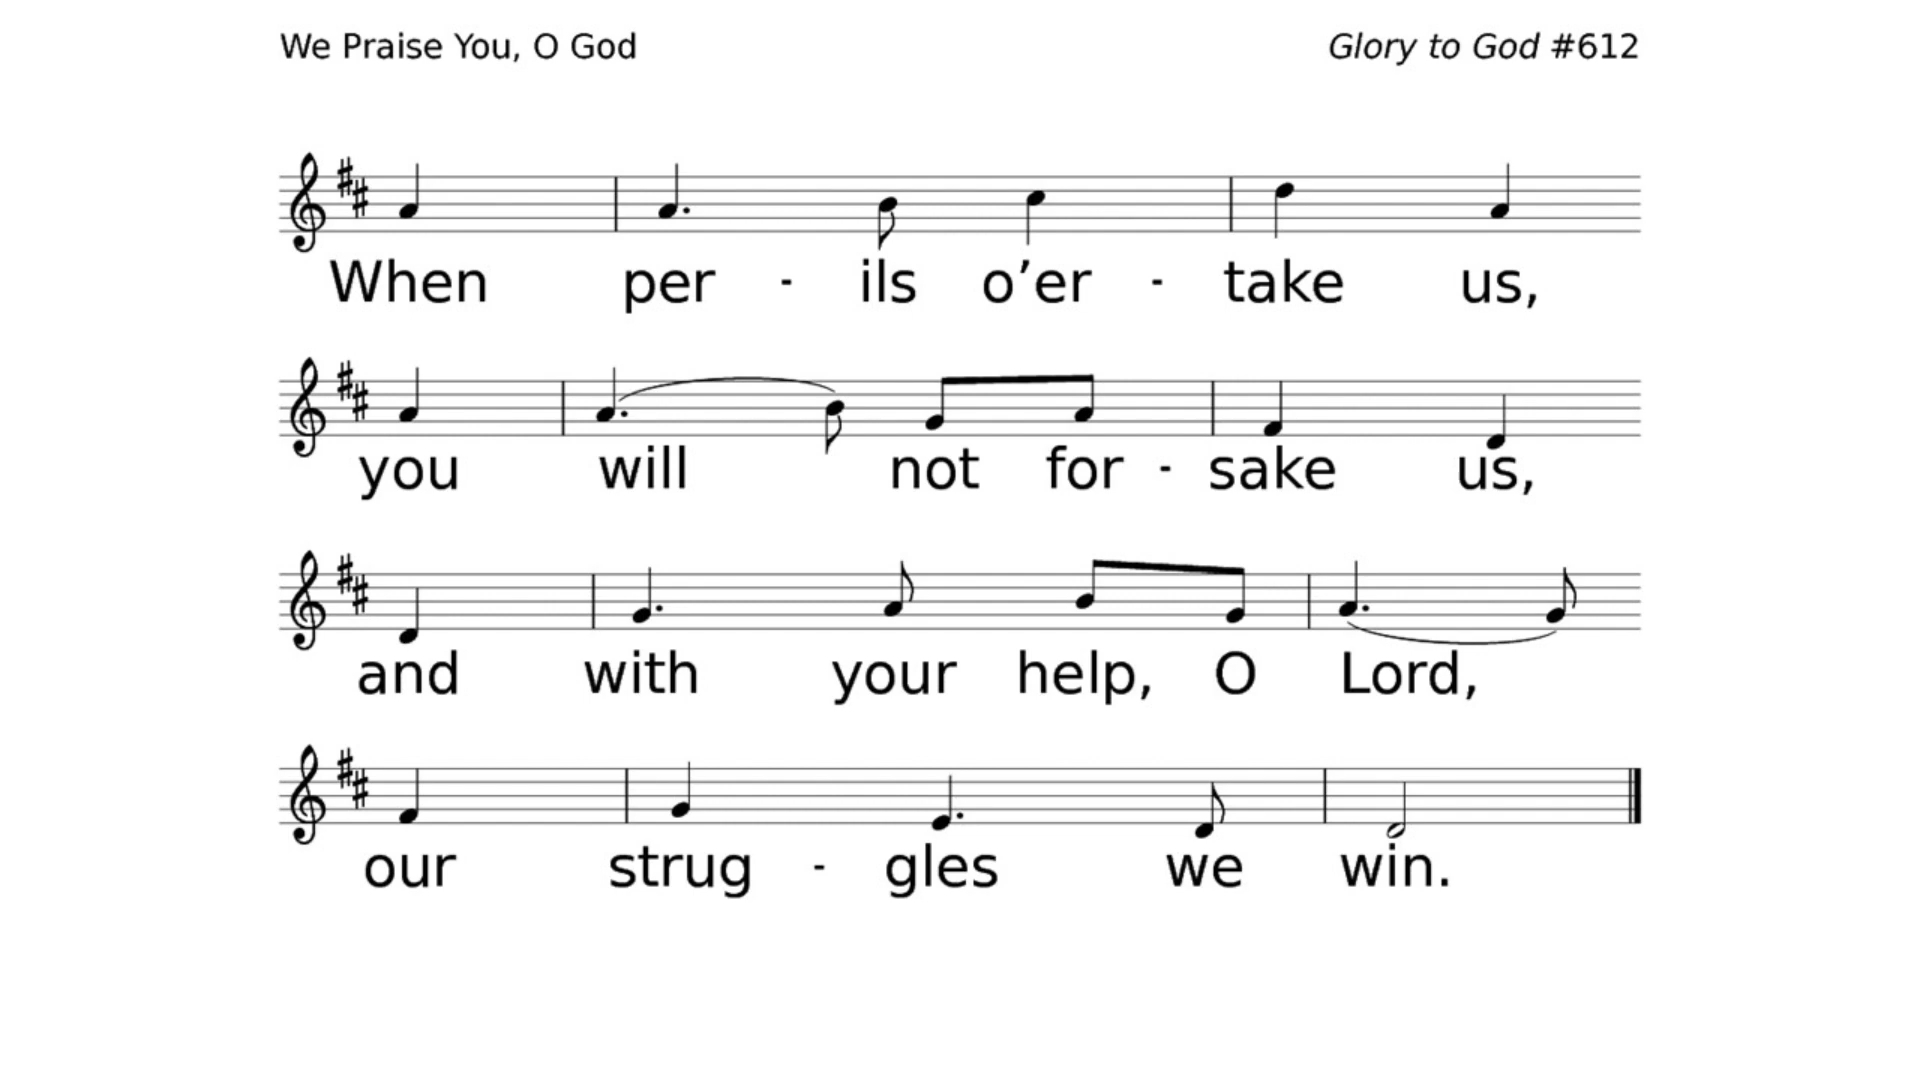 We Praise You, O God Glory to God #612
When per - ils o’er - take us,
you will not for - sake us,
and with your help, O Lord,
our strug - gles we win.